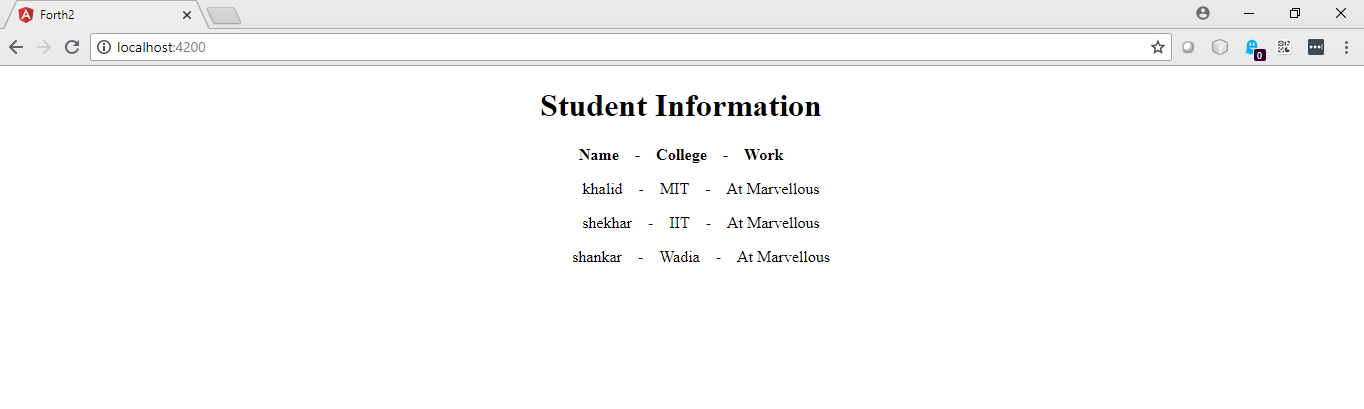 Forth2
localhost:4200
0
Student Information
Name - College - Work
khalid - MIT - At Marvellous
shekhar - IIT - At Marvellous
shankar - Wadia - At Marvellous